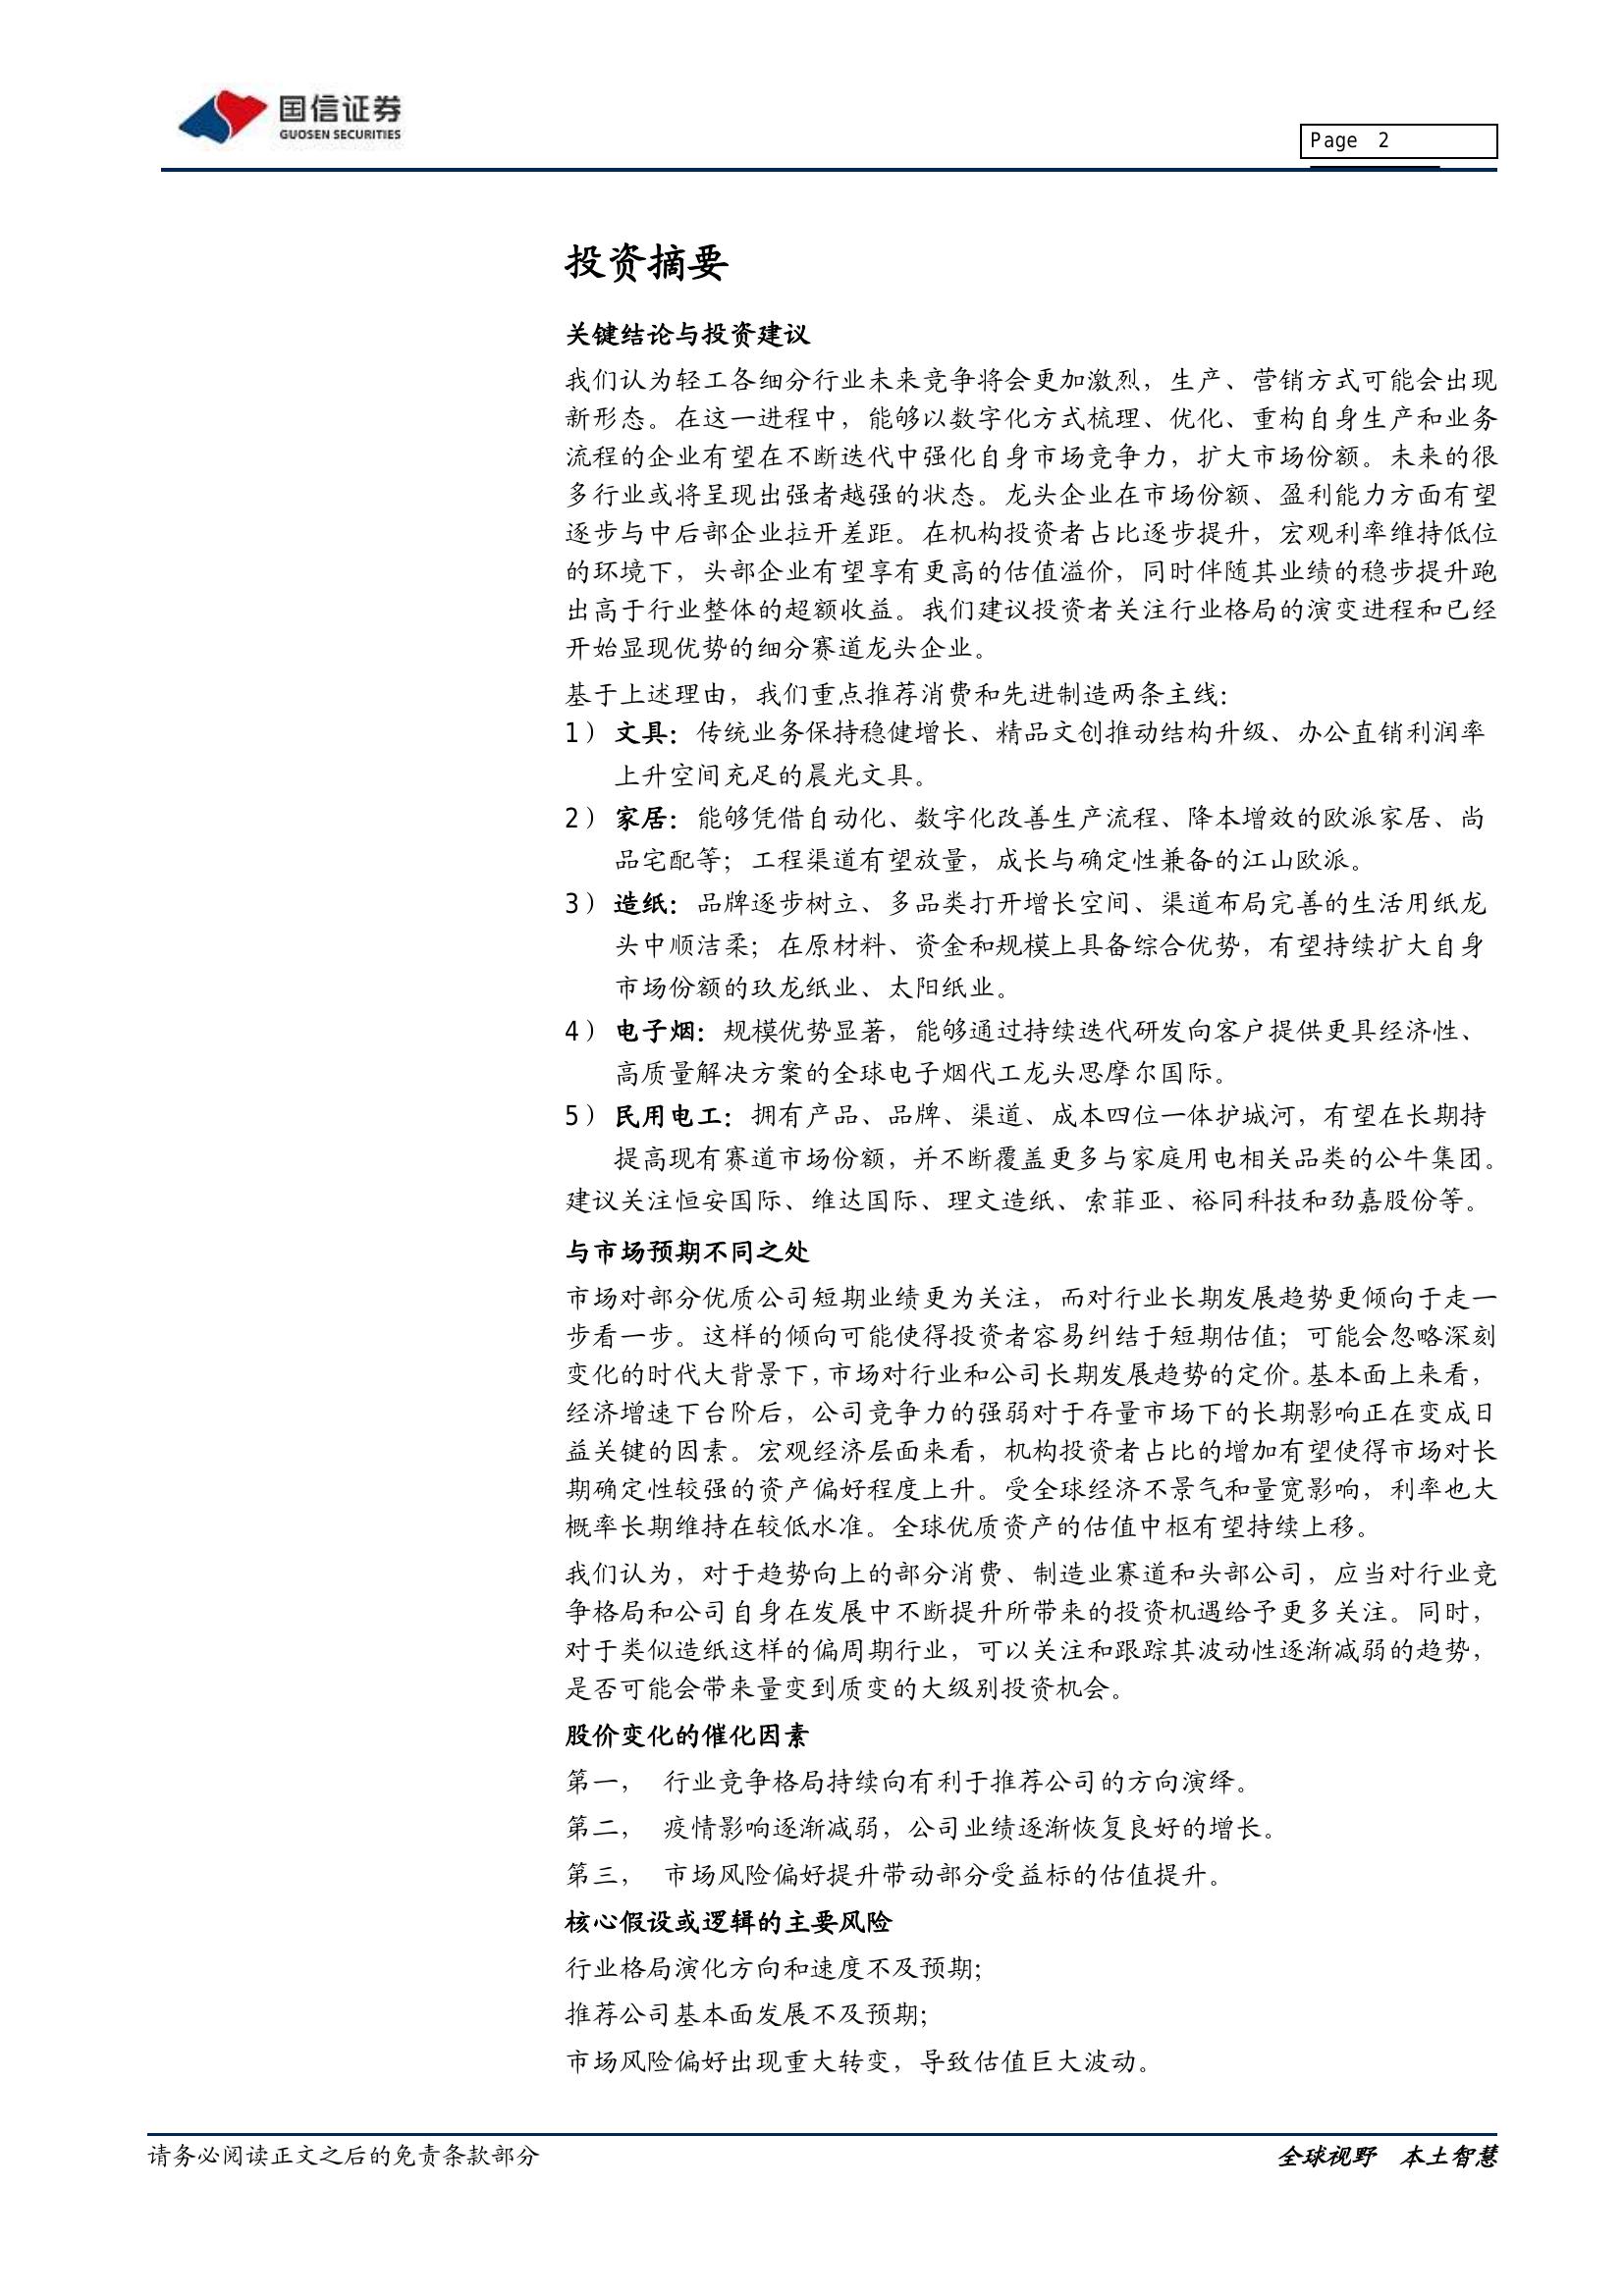 国信证券
GUOSEN SECURITIES
Page 2
投资摘要
关键结论与投资建议
我们认为轻工各细分行业未来竞争将会更加激烈，生产、营销方式可能会出现
新形态。在这一进程中，能够以数字化方式梳理、优化、重构自身生产和业务
流程的企业有望在不断迭代中强化自身市场竞争力，扩大市场份额。未来的很
多行业或将呈现出强者越强的状态。龙头企业在市场份额、盈利能力方面有望
逐步与中后部企业拉开差距。在机构投资者占比逐步提升，宏观利率维持低位
的环境下，头部企业有望享有更高的估值溢价，同时伴随其业绩的稳步提升跑
出高于行业整体的超额收益。我们建议投资者关注行业格局的演变进程和已经
开始显现优势的细分赛道龙头企业。
基于上述理由，我们重点推荐消费和先进制造两条主线：
1）文具：传统业务保持稳健增长、精品文创推动结构升级、办公直销利润率
上升空间充足的晨光文具。
2）家居：能够凭借自动化、数字化改善生产流程、降本增效的欧派家居、尚
品宅配等；工程渠道有望放量，成长与确定性兼备的江山欧派。
3）造纸：品牌逐步树立、多品类打开增长空间、渠道布局完善的生活用纸龙
头中顺洁柔；在原材料、资金和规模上具备综合优势，有望持续扩大自身
市场份额的玖龙纸业、太阳纸业。
4）电子烟：规模优势显著，能够通过持续迭代研发向客户提供更具经济性、
高质量解决方案的全球电子烟代工龙头思摩尔国际。
5）民用电工：拥有产品、品牌、渠道、成本四位一体护城河，有望在长期持
提高现有赛道市场份额，并不断覆盖更多与家庭用电相关品类的公牛集团。
建议关注恒安国际、维达国际、理文造纸、索菲亚、裕同科技和劲嘉股份等。
与市场预期不同之处
市场对部分优质公司短期业绩更为关注，而对行业长期发展趋势更倾向于走一
步看一步。这样的倾向可能使得投资者容易纠结于短期估值；可能会忽略深刻
变化的时代大背景下，市场对行业和公司长期发展趋势的定价。基本面上来看，
经济增速下台阶后，公司竞争力的强弱对于存量市场下的长期影响正在变成日
益关键的因素。宏观经济层面来看，机构投资者占比的增加有望使得市场对长
期确定性较强的资产偏好程度上升。受全球经济不景气和量宽影响，利率也大
概率长期维持在较低水准。全球优质资产的估值中枢有望持续上移。
我们认为，对于趋势向上的部分消费、制造业赛道和头部公司，应当对行业竞
争格局和公司自身在发展中不断提升所带来的投资机遇给予更多关注。同时，
对于类似造纸这样的偏周期行业，可以关注和跟踪其波动性逐渐减弱的趋势，
是否可能会带来量变到质变的大级别投资机会。
股价变化的催化因素
第一， 行业竞争格局持续向有利于推荐公司的方向演绎。
第二， 疫情影响逐渐减弱，公司业绩逐渐恢复良好的增长。
第三， 市场风险偏好提升带动部分受益标的估值提升。
核心假设或逻辑的主要风险
行业格局演化方向和速度不及预期；
推荐公司基本面发展不及预期；
市场风险偏好出现重大转变，导致估值巨大波动。
请务必阅读正文之后的免责条款部分
全球视野 本土智慧